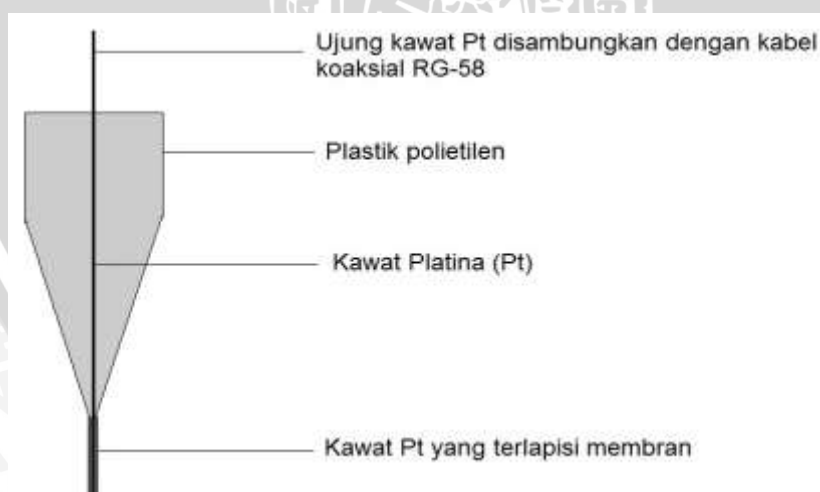 Ujung kawat Pt disambungkan dengan kabel
koaksial RG-58
Plastik polietilen
Kawat Platina (Pt)
Kawat Pt yang terlapisi membran